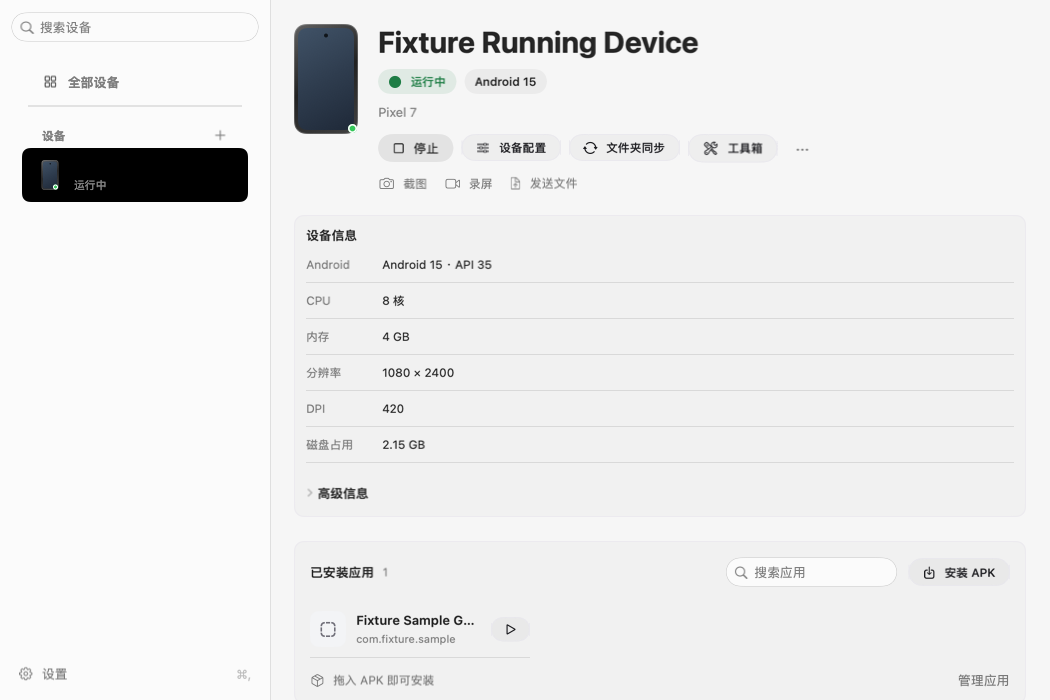 搜索设备
全部设备
设备
运行中
设置
⌘,
Fixture Running Device
运行中
Android 15
Pixel 7
停止
设备配置
文件夹同步
工具箱
...
截图
录屏
发送文件
设备信息
Android
Android 15 · API 35
CPU
8 核
内存
4 GB
分辨率
1080 × 2400
DPI
420
磁盘占用
2.15 GB
高级信息
已安装应用 1
搜索应用
安装 APK
Fixture Sample G...
com.fixture.sample
拖入 APK 即可安装
管理应用